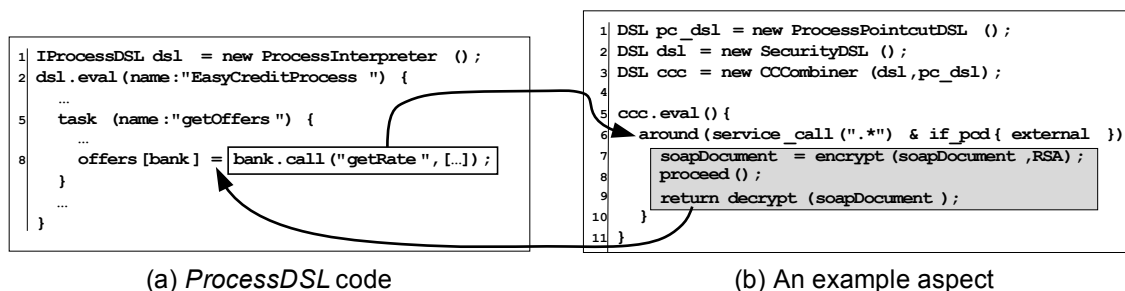 1 IProcessDSL dsl = new ProcessInterpreter ();
2 dsl.eval(name:"EasyCreditProcess ") {
…
5 task (name:"getOffers ") {
…
8 offers[bank] = bank.call("getRate ",[…]);
}
…
}
(a) ProcessDSL code
1 DSL pc_dsl = new ProcessPointcutDSL ();
2 DSL dsl = new SecurityDSL ();
3 DSL ccc = new CCCombiner (dsl,pc_dsl);
4
5 ccc.eval(){
6 around(service_call(".*") & if_pcd{ external })
7 soapDocument = encrypt(soapDocument ,RSA);
8 proceed();
9 return decrypt(soapDocument );
10 }
11 }
(b) An example aspect